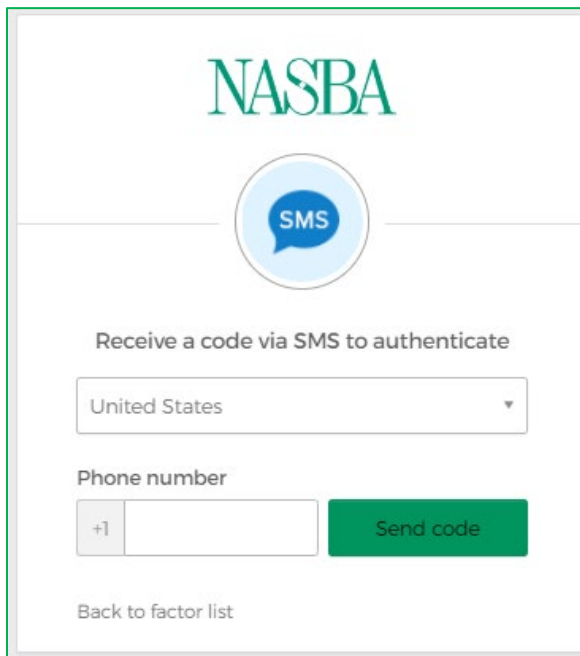 NASBA
SMS
Receive a code via SMS to authenticate
United States
Phone number
+1
Send code
Back to factor list